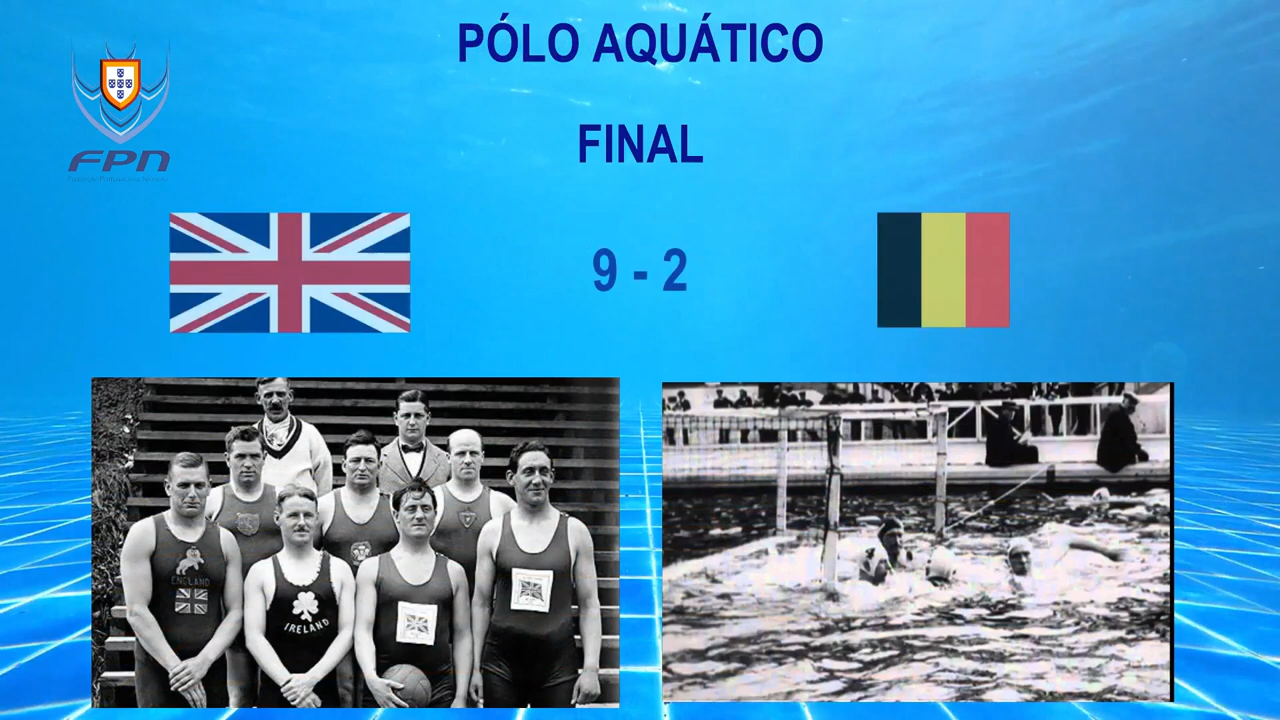 PÓLO AQUÁTICO
FINAL
FPN
9 - 2
ENGLAND
IRELAND